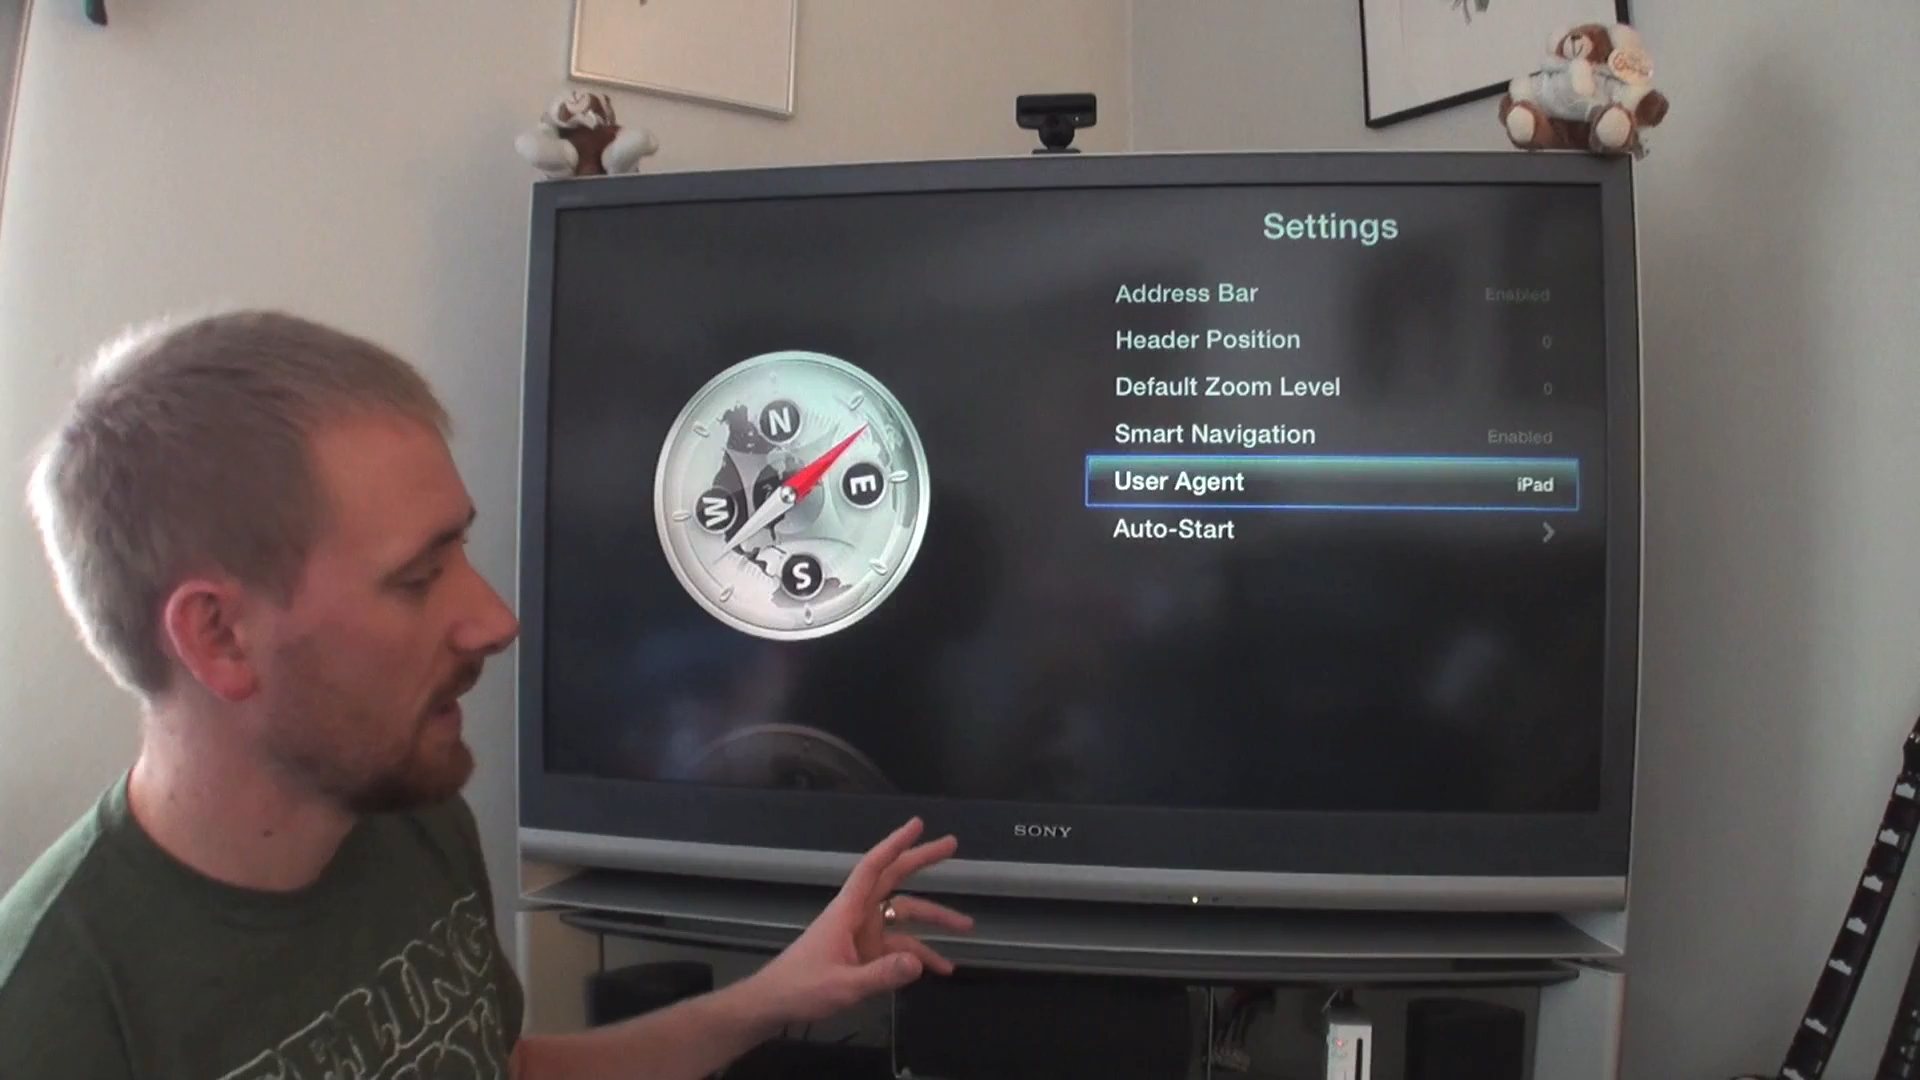 Settings
Address Bar Enabled
Header Position 0
Default Zoom Level 0
Smart Navigation Enabled
User Agent iPad
Auto-Start >
N
E
W
S
SONY